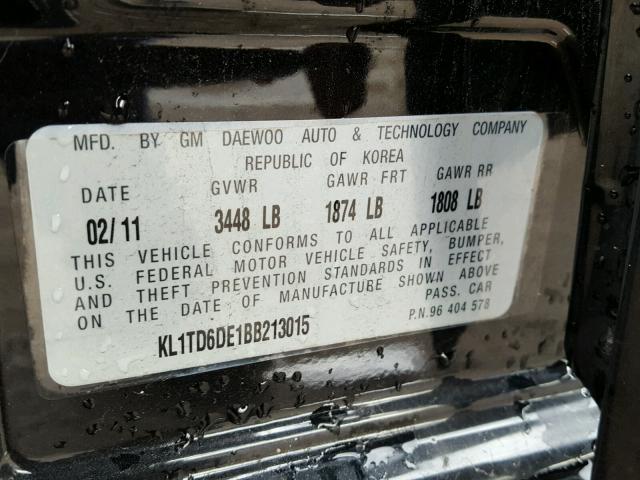 MFD. BY GM DAEWOO AUTO & TECHNOLOGY COMPANY
REPUBLIC OF KOREA
DATE GVWR GAWR FRT GAWR RR
02/11 3448 LB 1874 LB 1808 LB
THIS VEHICLE CONFORMS TO ALL APPLICABLE
U.S. FEDERAL MOTOR VEHICLE SAFETY, BUMPER,
AND THEFT PREVENTION STANDARDS IN EFFECT
ON THE DATE OF MANUFACTURE SHOWN ABOVE
PASS. CAR
KL1TD6DE1BB213015 P.N.96 404 578